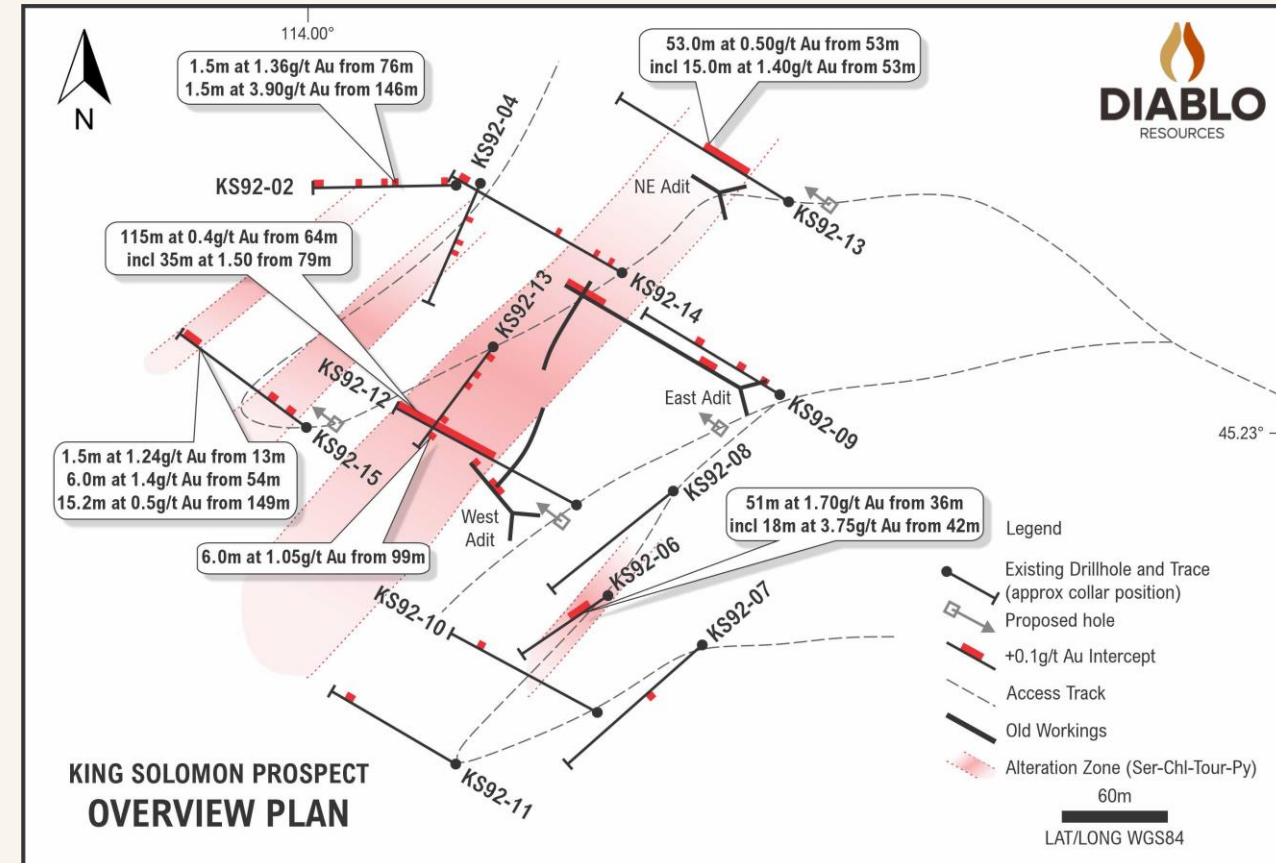 114.00°
N
1.5m at 1.36g/t Au from 76m
1.5m at 3.90g/t Au from 146m
53.0m at 0.50g/t Au from 53m
incl 15.0m at 1.40g/t Au from 53m
DIABLO
RESOURCES
KS92-04
KS92-02
NE Adit
KS92-13
115m at 0.4g/t Au from 64m
incl 35m at 1.50 from 79m
KS92-13
KS92-14
KS92-12
East Adit
KS92-09
45.23°
KS92-15
1.5m at 1.24g/t Au from 13m
6.0m at 1.4g/t Au from 54m
15.2m at 0.5g/t Au from 149m
KS92-08
51m at 1.70g/t Au from 36m
incl 18m at 3.75g/t Au from 42m
West
Adit
6.0m at 1.05g/t Au from 99m
KS92-06
KS92-10
KS92-07
KS92-11
Legend
Existing Drillhole and Trace
(approx collar position)
Proposed hole
+0.1g/t Au Intercept
Access Track
Old Workings
Alteration Zone (Ser-Chl-Tour-Py)
60m
LAT/LONG WGS84
KING SOLOMON PROSPECT
OVERVIEW PLAN